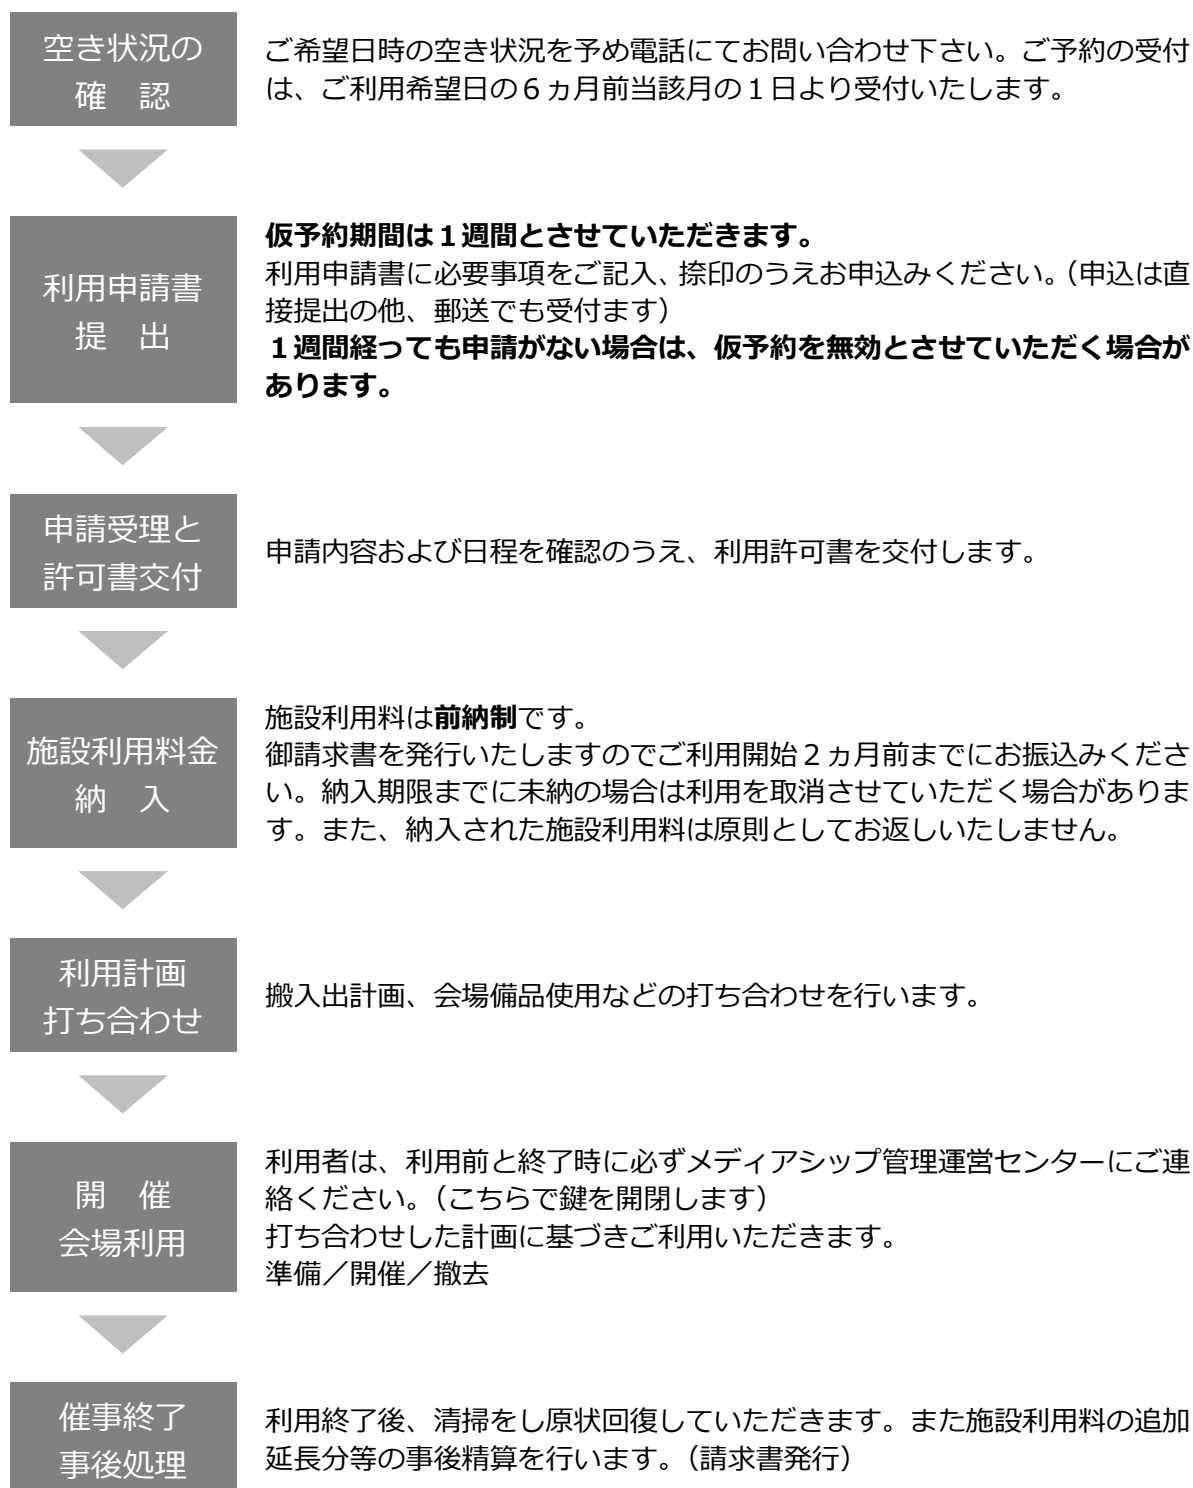 空き状況の
確　認
ご希望日時の空き状況を予め電話にてお問い合わせ下さい。ご予約の受付
は、ご利用希望日の６ヵ月前当該月の１日より受付いたします。
利用申請書
提　出
仮予約期間は１週間とさせていただきます。
利用申請書に必要事項をご記入、捺印のうえお申込みください。（申込は直
接提出の他、郵送でも受付ます）
１週間経っても申請がない場合は、仮予約を無効とさせていただく場合が
あります。
申請受理と
許可書交付
申請内容および日程を確認のうえ、利用許可書を交付します。
施設利用料金
納　入
施設利用料は前納制です。
御請求書を発行いたしますのでご利用開始２ヵ月前までにお振込みくださ
い。納入期限までに未納の場合は利用を取消させていただく場合がありま
す。また、納入された施設利用料は原則としてお返しいたしません。
利用計画
打ち合わせ
搬入出計画、会場備品使用などの打ち合わせを行います。
開　催
会場利用
利用者は、利用前と終了時に必ずメディアシップ管理運営センターにご連
絡ください。（こちらで鍵を開閉します）
打ち合わせした計画に基づきご利用いただきます。
準備／開催／撤去
催事終了
事後処理
利用終了後、清掃をし原状回復していただきます。また施設利用料の追加
延長分等の事後精算を行います。（請求書発行）